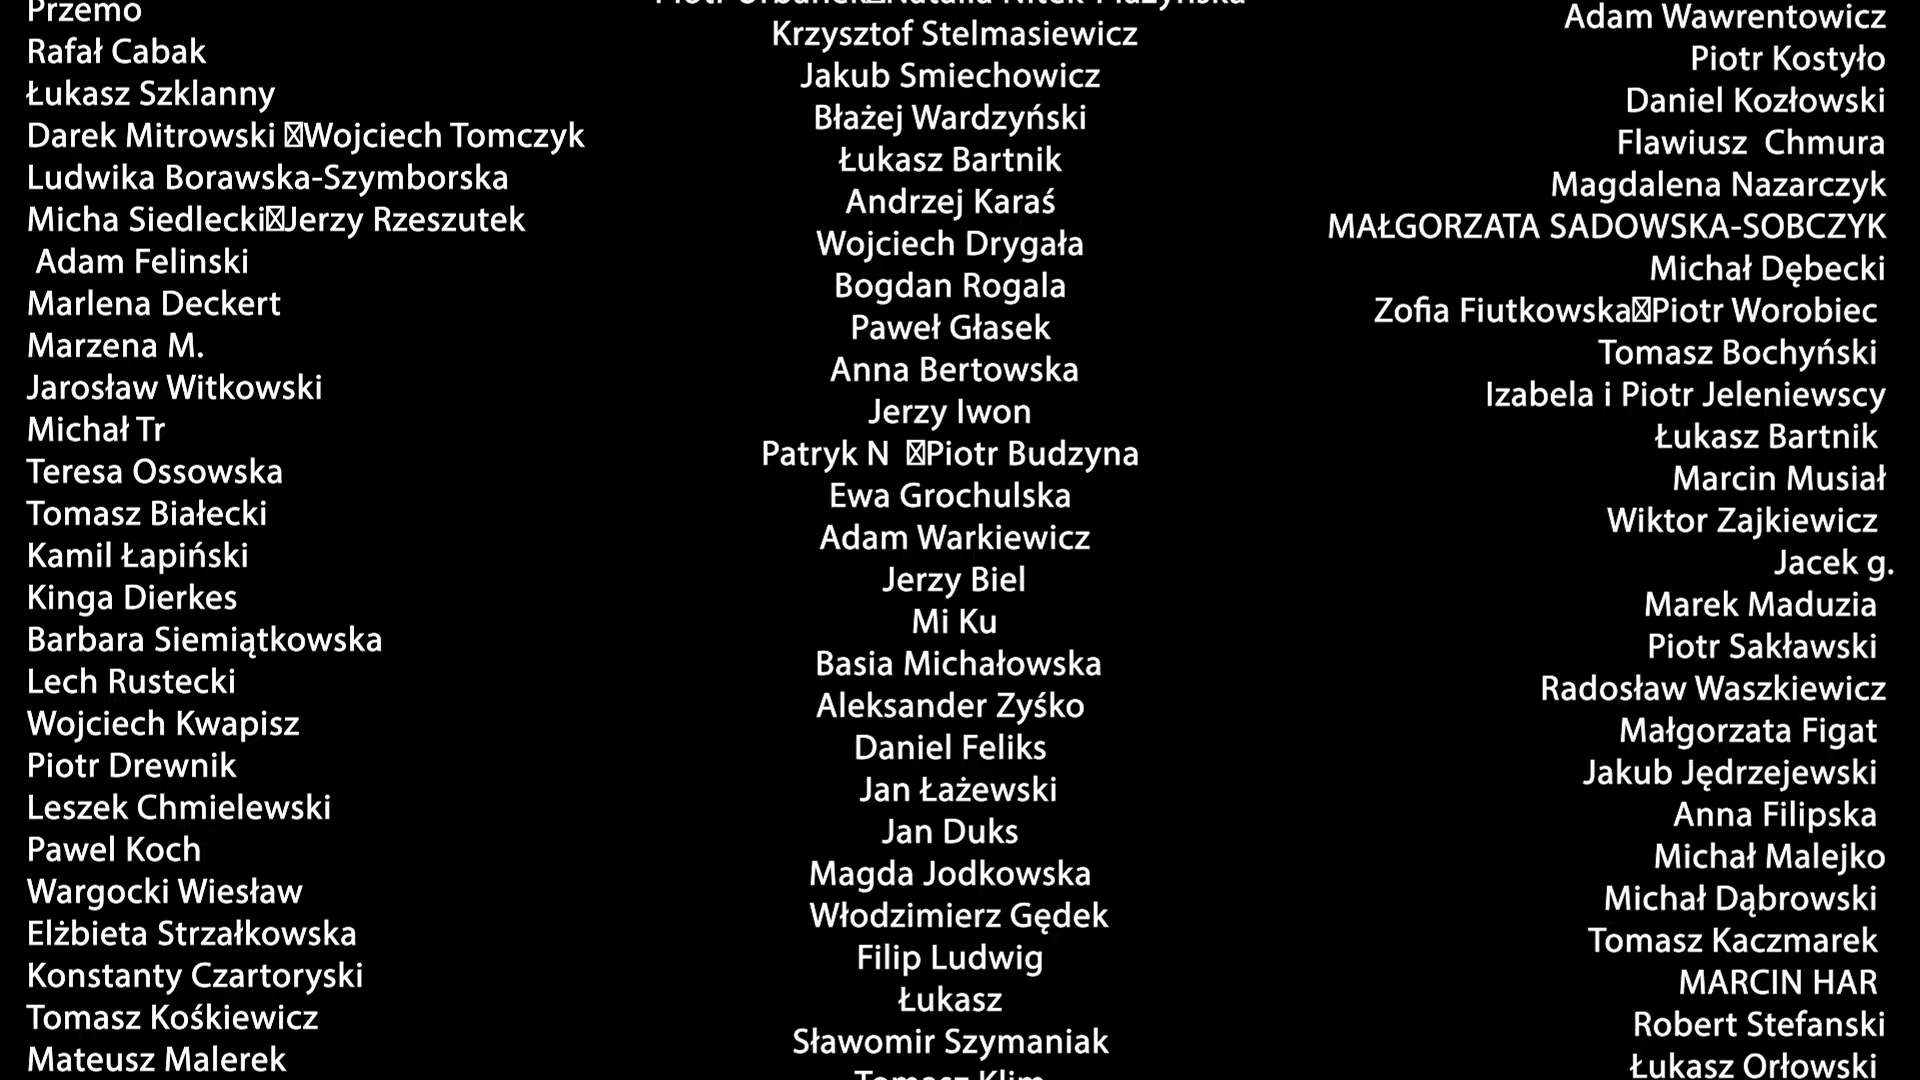 Przemo
Rafał Cabak
Łukasz Szklanny
Darek Mitrowski Wojciech Tomczyk
Ludwika Borawska-Szymborska
Micha Siedlecki Jerzy Rzeszutek
Adam Felinski
Marlena Deckert
Marzena M.
Jarosław Witkowski
Michał Tr
Teresa Ossowska
Tomasz Białecki
Kamil Łapiński
Kinga Dierkes
Barbara Siemiątkowska
Lech Rustecki
Wojciech Kwapisz
Piotr Drewnik
Leszek Chmielewski
Pawel Koch
Wargocki Wiesław
Elżbieta Strzałkowska
Konstanty Czartoryski
Tomasz Kośkiewicz
Mateusz Malerek
Krzysztof Stelmasiewicz
Jakub Smiechowicz
Błażej Wardzyński
Łukasz Bartnik
Andrzej Karaś
Wojciech Drygała
Bogdan Rogala
Paweł Głasek
Anna Bertowska
Jerzy Iwon
Patryk N Piotr Budzyna
Ewa Grochulska
Adam Warkiewicz
Jerzy Biel
Mi Ku
Basia Michałowska
Aleksander Zyśko
Daniel Feliks
Jan Łażewski
Jan Duks
Magda Jodkowska
Włodzimierz Gędek
Filip Ludwig
Łukasz
Sławomir Szymaniak
Adam Wawrentowicz
Piotr Kostyło
Daniel Kozłowski
Flawiusz  Chmura
Magdalena Nazarczyk
MAŁGORZATA SADOWSKA-SOBCZYK
Michał Dębecki
Zofia Fiutkowska Piotr Worobiec
Tomasz Bochyński
Izabela i Piotr Jeleniewscy
Łukasz Bartnik
Marcin Musiał
Wiktor Zajkiewicz
Jacek g.
Marek Maduzia
Piotr Sakławski
Radosław Waszkiewicz
Małgorzata Figat
Jakub Jędrzejewski
Anna Filipska
Michał Malejko
Michał Dąbrowski
Tomasz Kaczmarek
MARCIN HAR
Robert Stefanski
Łukasz Orłowski